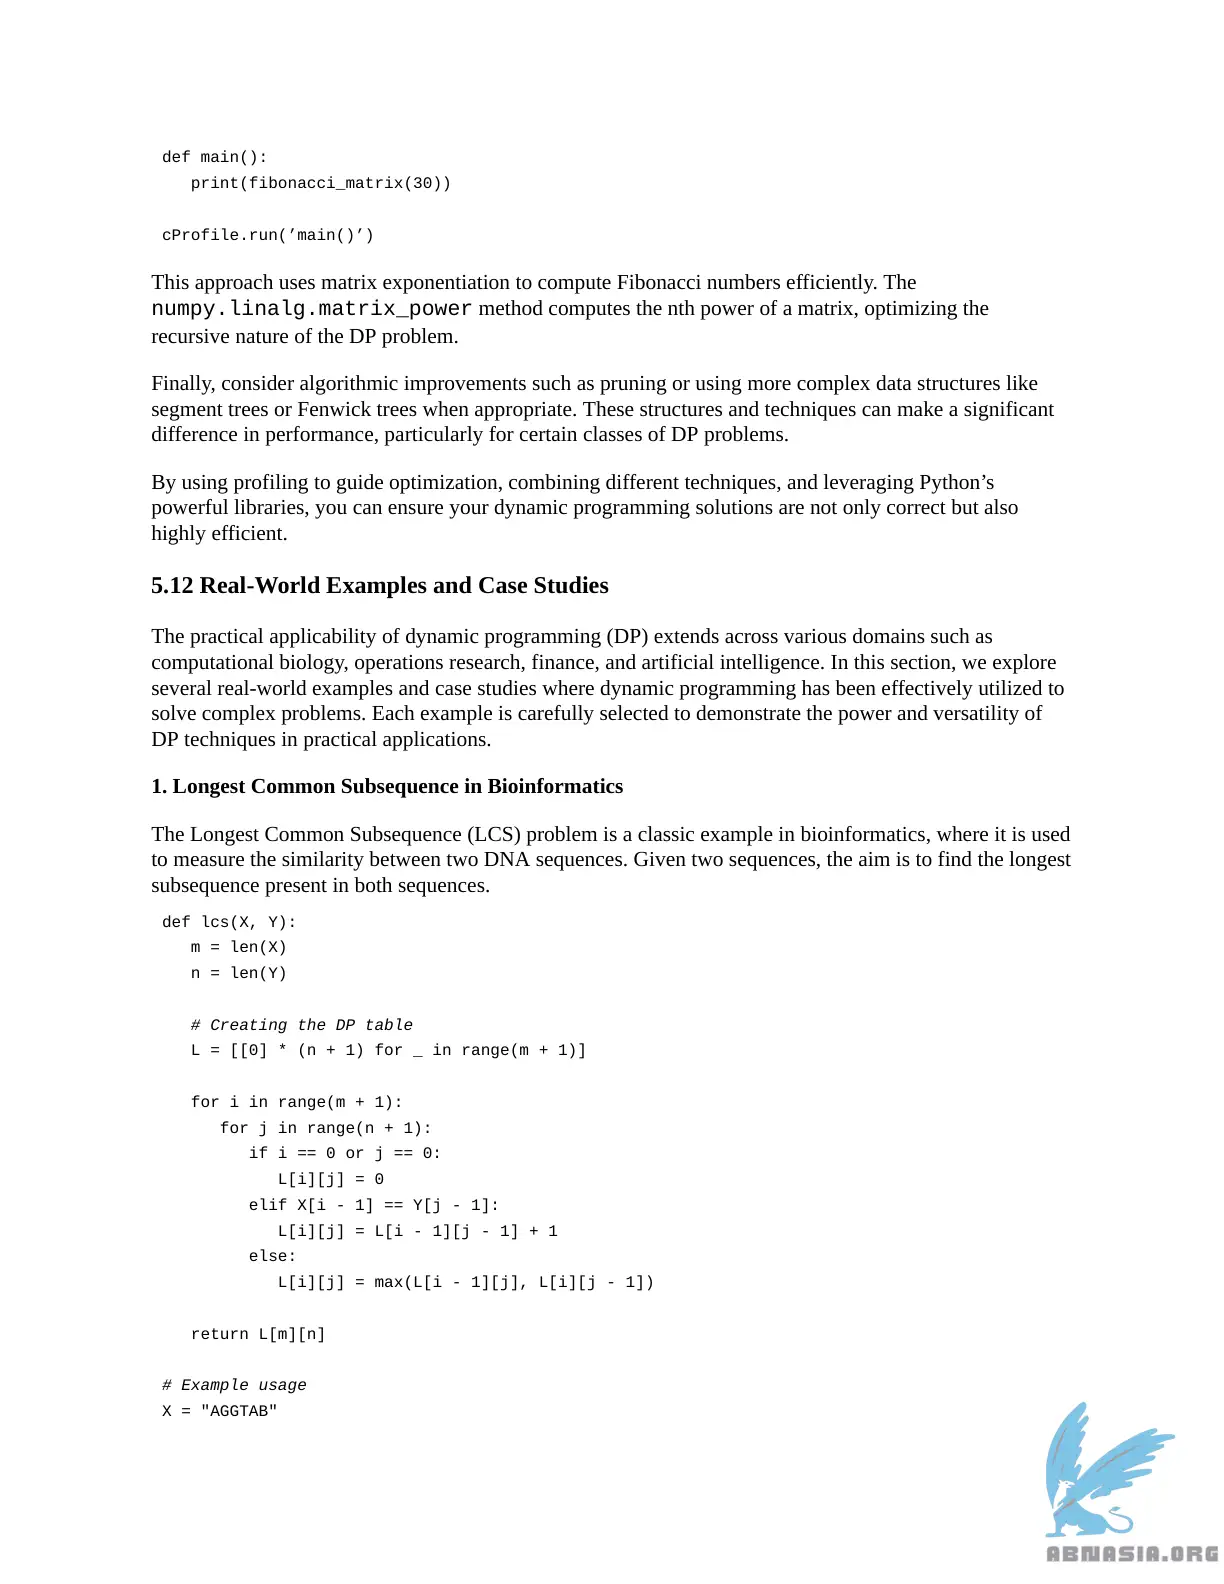 def main():
   print(fibonacci_matrix(30))

cProfile.run(’main()’)

This approach uses matrix exponentiation to compute Fibonacci numbers efficiently. The
numpy.linalg.matrix_power method computes the nth power of a matrix, optimizing the
recursive nature of the DP problem.

Finally, consider algorithmic improvements such as pruning or using more complex data structures like
segment trees or Fenwick trees when appropriate. These structures and techniques can make a significant
difference in performance, particularly for certain classes of DP problems.

By using profiling to guide optimization, combining different techniques, and leveraging Python’s
powerful libraries, you can ensure your dynamic programming solutions are not only correct but also
highly efficient.

5.12 Real-World Examples and Case Studies

The practical applicability of dynamic programming (DP) extends across various domains such as
computational biology, operations research, finance, and artificial intelligence. In this section, we explore
several real-world examples and case studies where dynamic programming has been effectively utilized to
solve complex problems. Each example is carefully selected to demonstrate the power and versatility of
DP techniques in practical applications.

1. Longest Common Subsequence in Bioinformatics

The Longest Common Subsequence (LCS) problem is a classic example in bioinformatics, where it is used
to measure the similarity between two DNA sequences. Given two sequences, the aim is to find the longest
subsequence present in both sequences.

def lcs(X, Y):
   m = len(X)
   n = len(Y)

   # Creating the DP table
   L = [[0] * (n + 1) for _ in range(m + 1)]

   for i in range(m + 1):
      for j in range(n + 1):
         if i == 0 or j == 0:
            L[i][j] = 0
         elif X[i - 1] == Y[j - 1]:
            L[i][j] = L[i - 1][j - 1] + 1
         else:
            L[i][j] = max(L[i - 1][j], L[i][j - 1])

   return L[m][n]

# Example usage
X = "AGGTAB"
ABNASIA.ORG